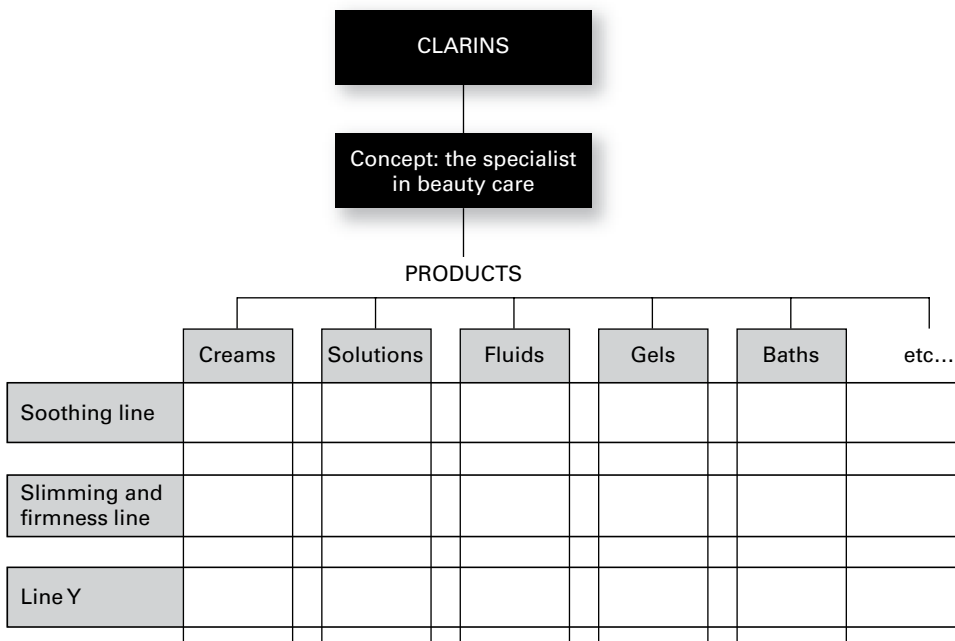 CLARINS
Concept: the specialist
in beauty care
PRODUCTS
Creams
Solutions
Fluids
Gels
Baths
etc...
Soothing line
Slimming and
firmness line
Line Y